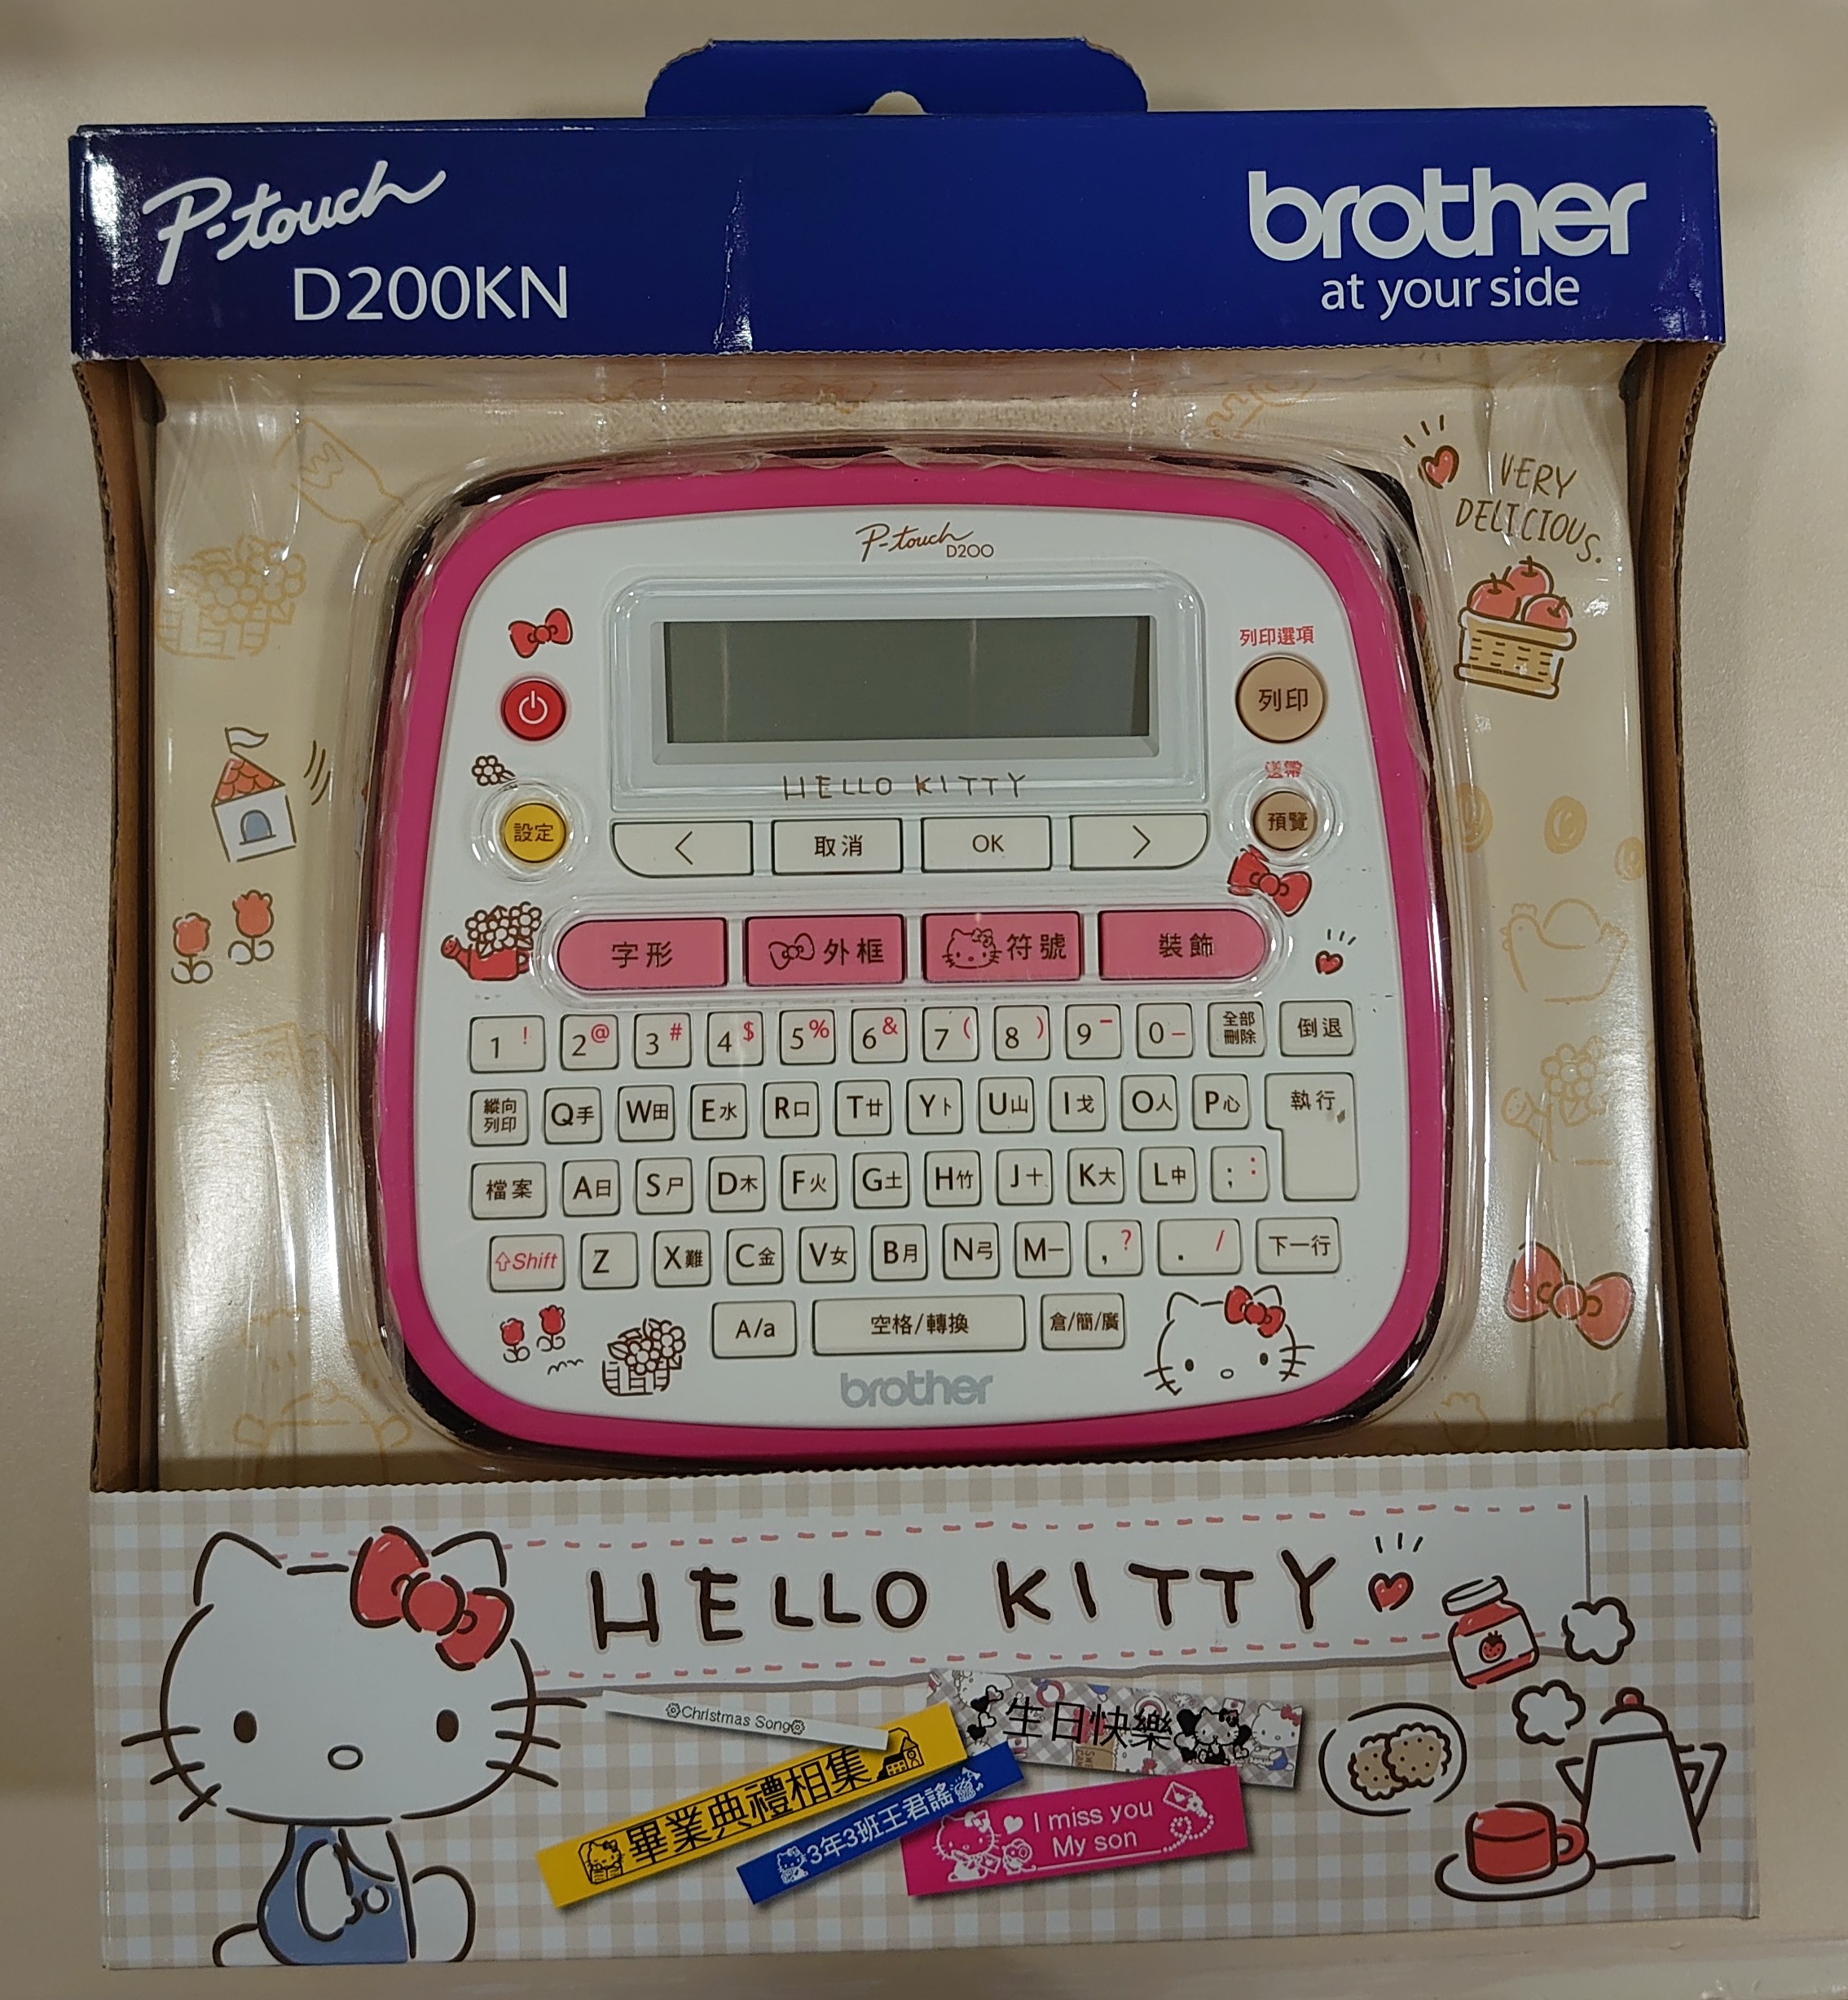 P-touch
D200KN
brother
at your side
VERY
DELICIOUS.
P-touch
D200
HELLO KITTY
列印選項
列印
送帶
預覽
設定
< 取消 OK >
字形 外框 符號 裝飾
1 ! 2 @ 3 # 4 $ 5 % 6 & 7 ( 8 ) 9 - 0 _ 全部刪除 倒退
縱向列印 Q手 W田 E水 R口 T廿 Y卜 U山 I戈 O人 P心 執行
檔案 A日 S尸 D木 F火 G土 H竹 J十 K大 L中 ; :
⇧Shift Z X難 C金 V女 B月 N弓 M一 , ? . / 下一行
A/a 空格/轉換 倉/簡/廣
brother
HELLO KITTY
Christmas Song
生日快樂
畢業典禮相集
3年3班王君謠
I miss you
My son